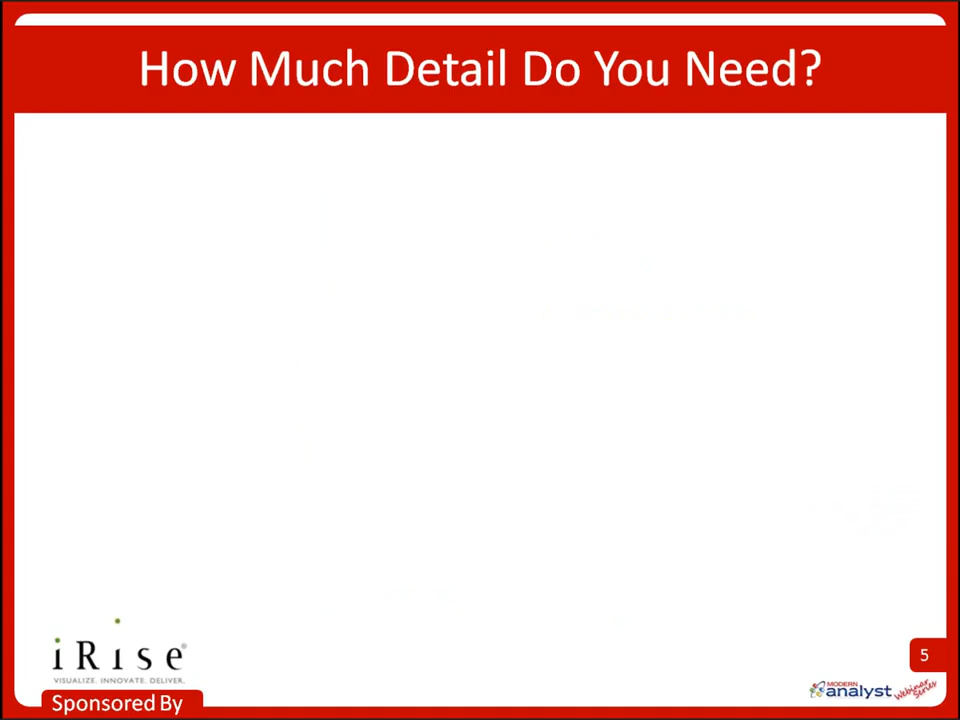 How Much Detail Do You Need?
iRise®
VISUALIZE. INNOVATE. DELIVER.
Sponsored By
5
MODERN
analyst
Webinar
Series